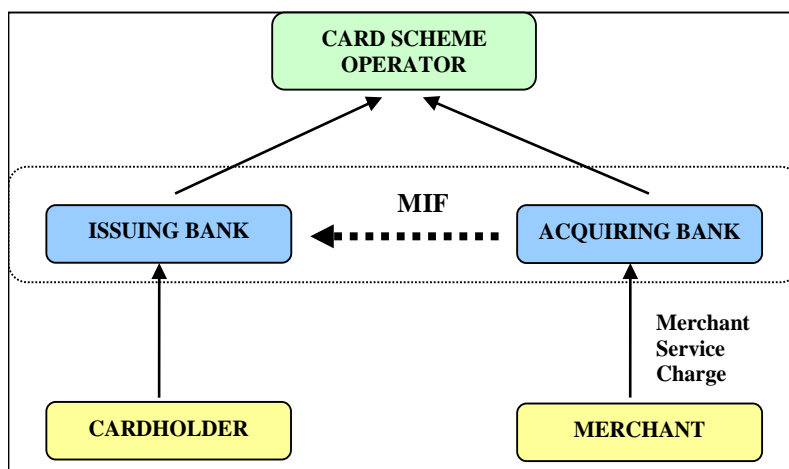 CARD SCHEME
OPERATOR
MIF
ISSUING BANK
ACQUIRING BANK
Merchant
Service
Charge
CARDHOLDER
MERCHANT